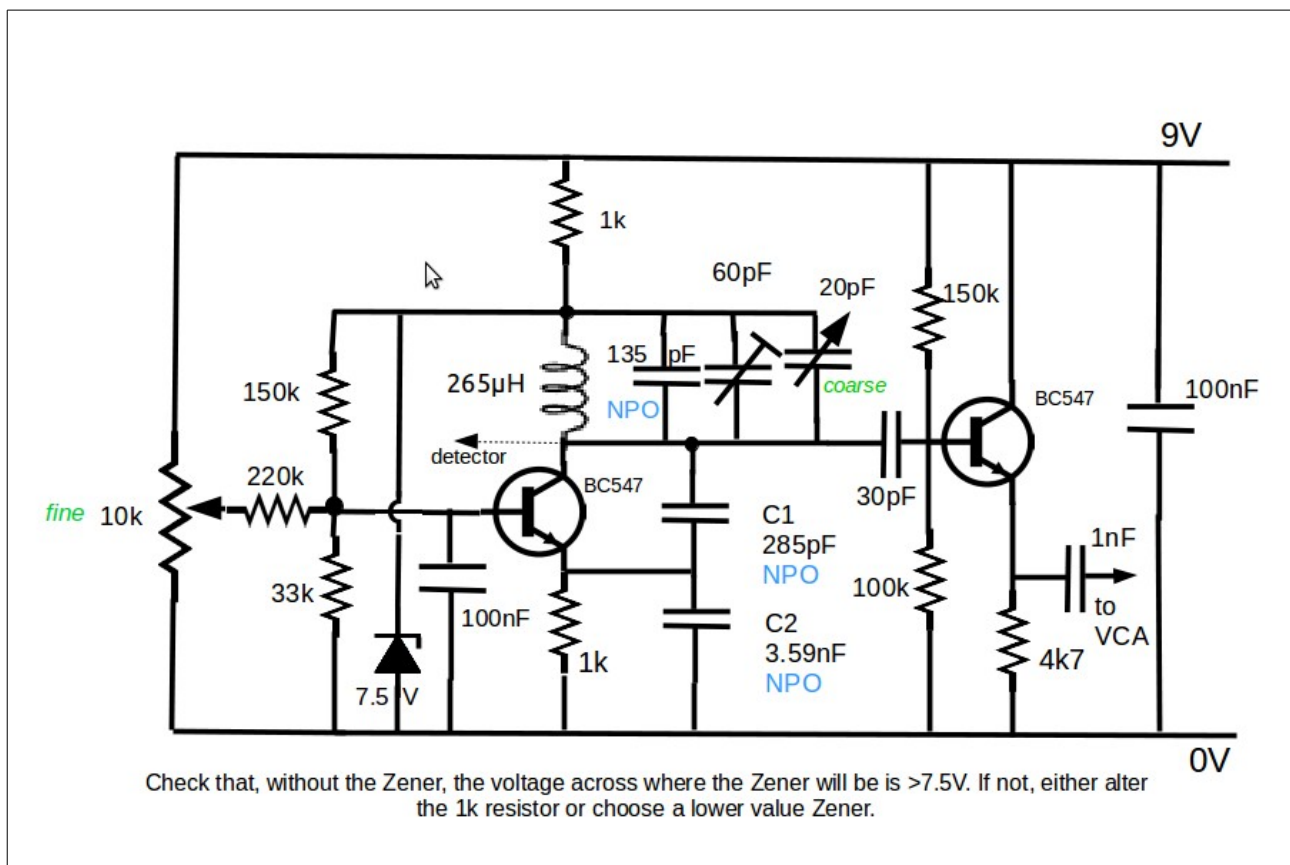 9V
1k
60pF
20pF
150k
135 pF
265µH
coarse
NPO
150k
BC547
100nF
detector
BC547
30pF
220k
fine 10k
C1
285pF
NPO
1nF
33k
100nF
100k
to
VCA
C2
3.59nF
NPO
1k
4k7
7.5 V
0V
Check that, without the Zener, the voltage across where the Zener will be is >7.5V. If not, either alter
the 1k resistor or choose a lower value Zener.